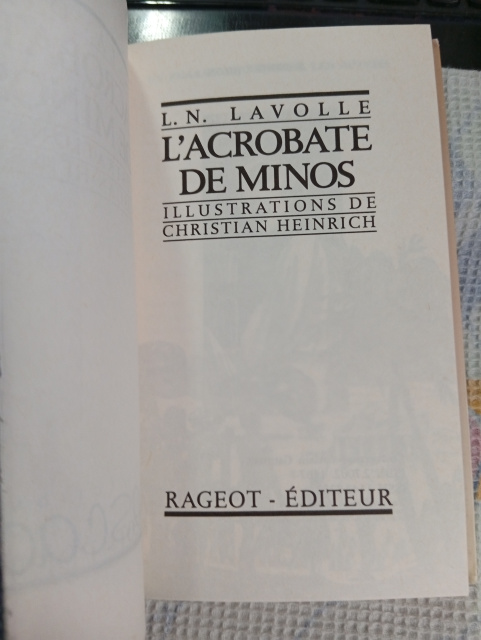 L. N. LAVOLLE
L'ACROBATE
DE MINOS
ILLUSTRATIONS DE
CHRISTIAN HEINRICH
RAGEOT - ÉDITEUR